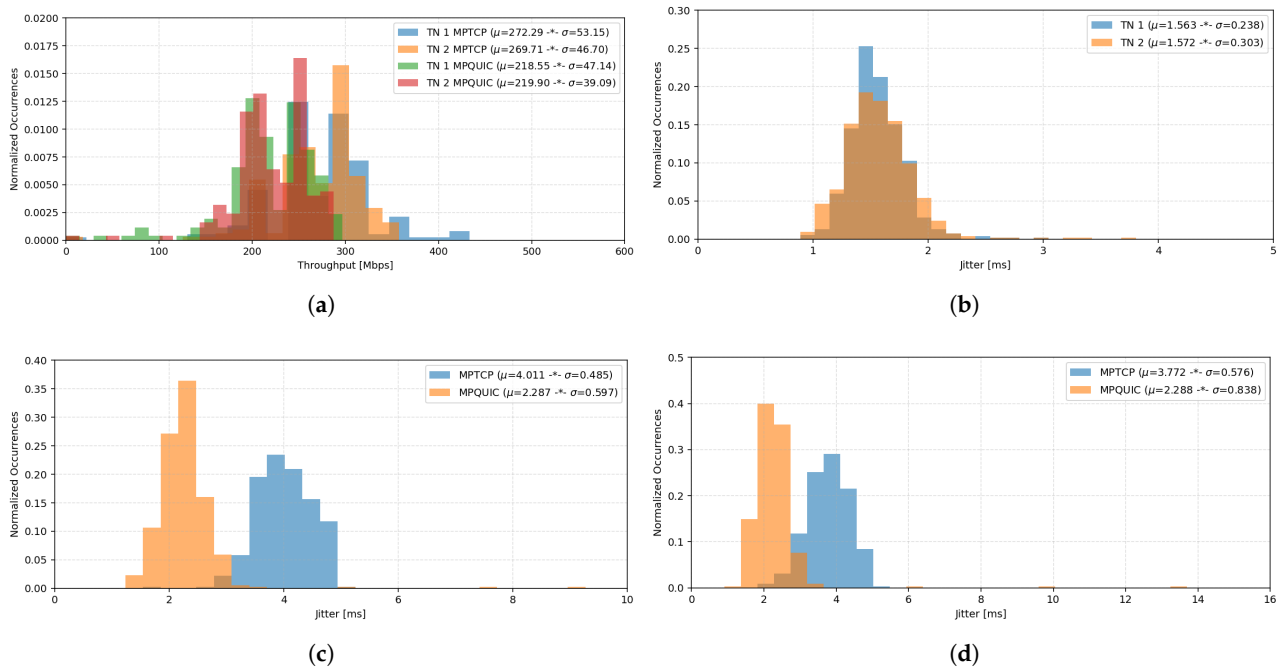 0.0200
0.0175
0.0150
0.0125
0.0100
0.0075
0.0050
0.0025
0.0000
Normalized Occurrences
TN 1 MPTCP (μ=272.29 -*- σ=53.15)
TN 2 MPTCP (μ=269.71 -*- σ=46.70)
TN 1 MPQUIC (μ=218.55 -*- σ=47.14)
TN 2 MPQUIC (μ=219.90 -*- σ=39.09)
0 100 200 300 400 500 600
Throughput [Mbps]
(a)
0.25
0.20
0.15
0.10
0.05
0.00
Normalized Occurrences
TN 1 (μ=1.563 -*- σ=0.238)
TN 2 (μ=1.572 -*- σ=0.303)
1 2 3 4 5
Jitter [ms]
(b)
0.40
0.35
0.30
0.25
0.20
0.15
0.10
0.05
0.00
Normalized Occurrences
MPTCP (μ=4.011 -*- σ=0.485)
MPQUIC (μ=2.287 -*- σ=0.597)
0 2 4 6 8 10
Jitter [ms]
(c)
0.5
0.4
0.3
0.2
0.1
0.0
Normalized Occurrences
MPTCP (μ=3.772 -*- σ=0.576)
MPQUIC (μ=2.288 -*- σ=0.838)
0 2 4 6 8 10 12 14 16
Jitter [ms]
(d)